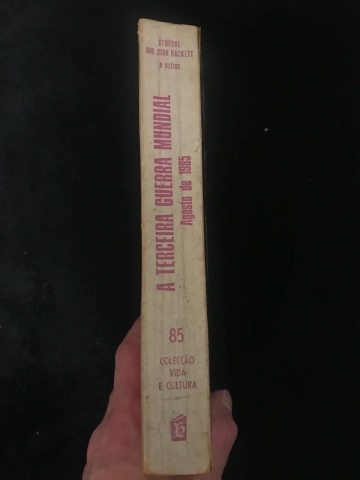 GENERAL
SIR JOHN HACKETT
E OUTROS
A TERCEIRA GUERRA MUNDIAL
Agosto de 1985
85
COLECÇÃO
VIDA
E CULTURA